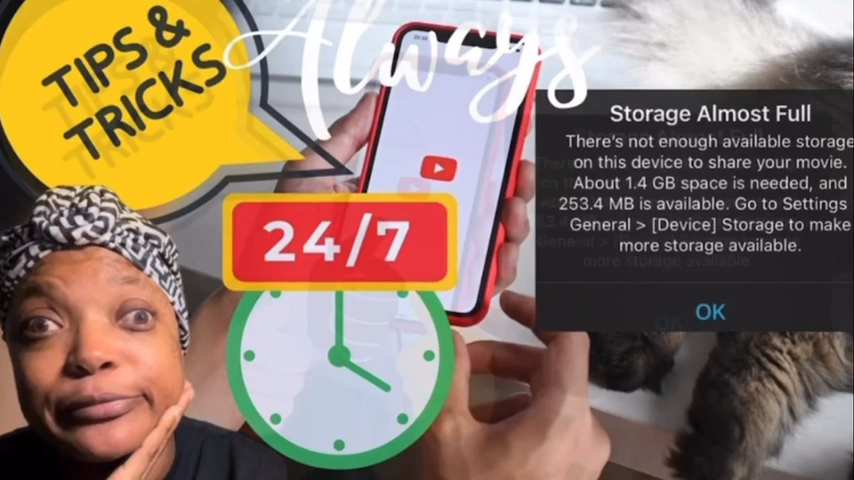 TIPS &
TRICKS
Always
24/7
Storage Almost Full
There's not enough available storage
on this device to share your movie.
About 1.4 GB space is needed, and
253.4 MB is available. Go to Settings
General > [Device] Storage to make
more storage available.
OK